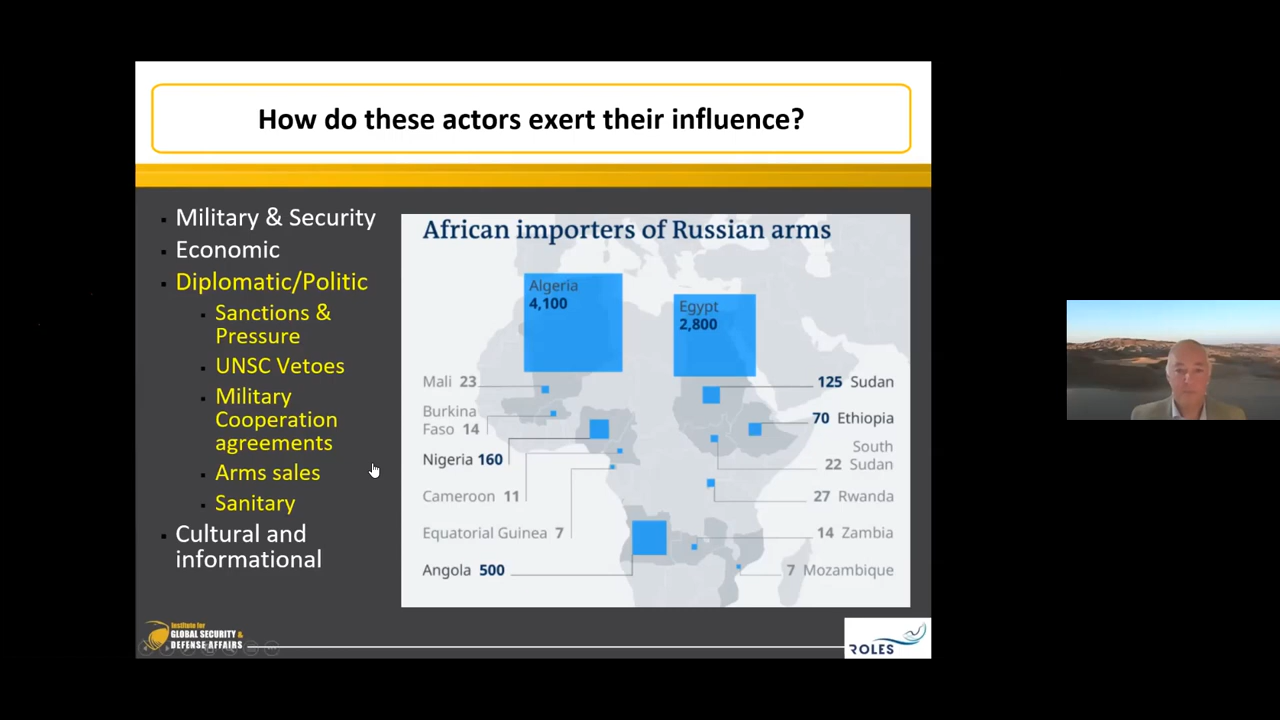 How do these actors exert their influence?
Military & Security
Economic
Diplomatic/Politic
Sanctions &
Pressure
UNSC Vetoes
Military
Cooperation
agreements
Arms sales
Sanitary
Cultural and
informational
African importers of Russian arms
Algeria
4,100
Egypt
2,800
Mali 23
Burkina
Faso 14
Nigeria 160
Cameroon 11
Equatorial Guinea 7
Angola 500
125 Sudan
70 Ethiopia
South
22 Sudan
27 Rwanda
14 Zambia
7 Mozambique
Institute for
GLOBAL SECURITY &
DEFENSE AFFAIRS
ROLES